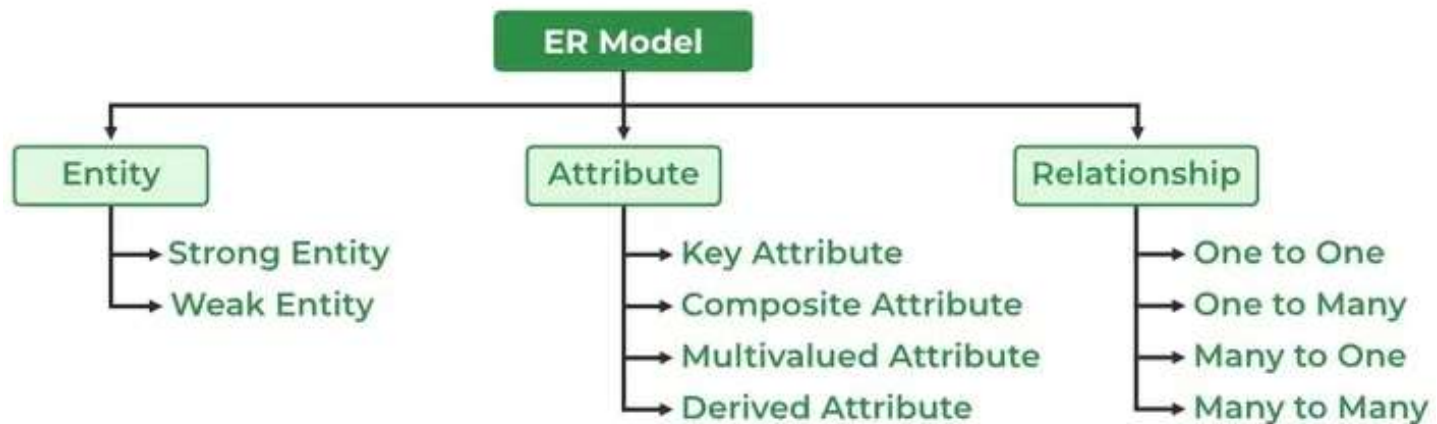 ER Model
Entity
Strong Entity
Weak Entity
Attribute
Key Attribute
Composite Attribute
Multivalued Attribute
Derived Attribute
Relationship
One to One
One to Many
Many to One
Many to Many